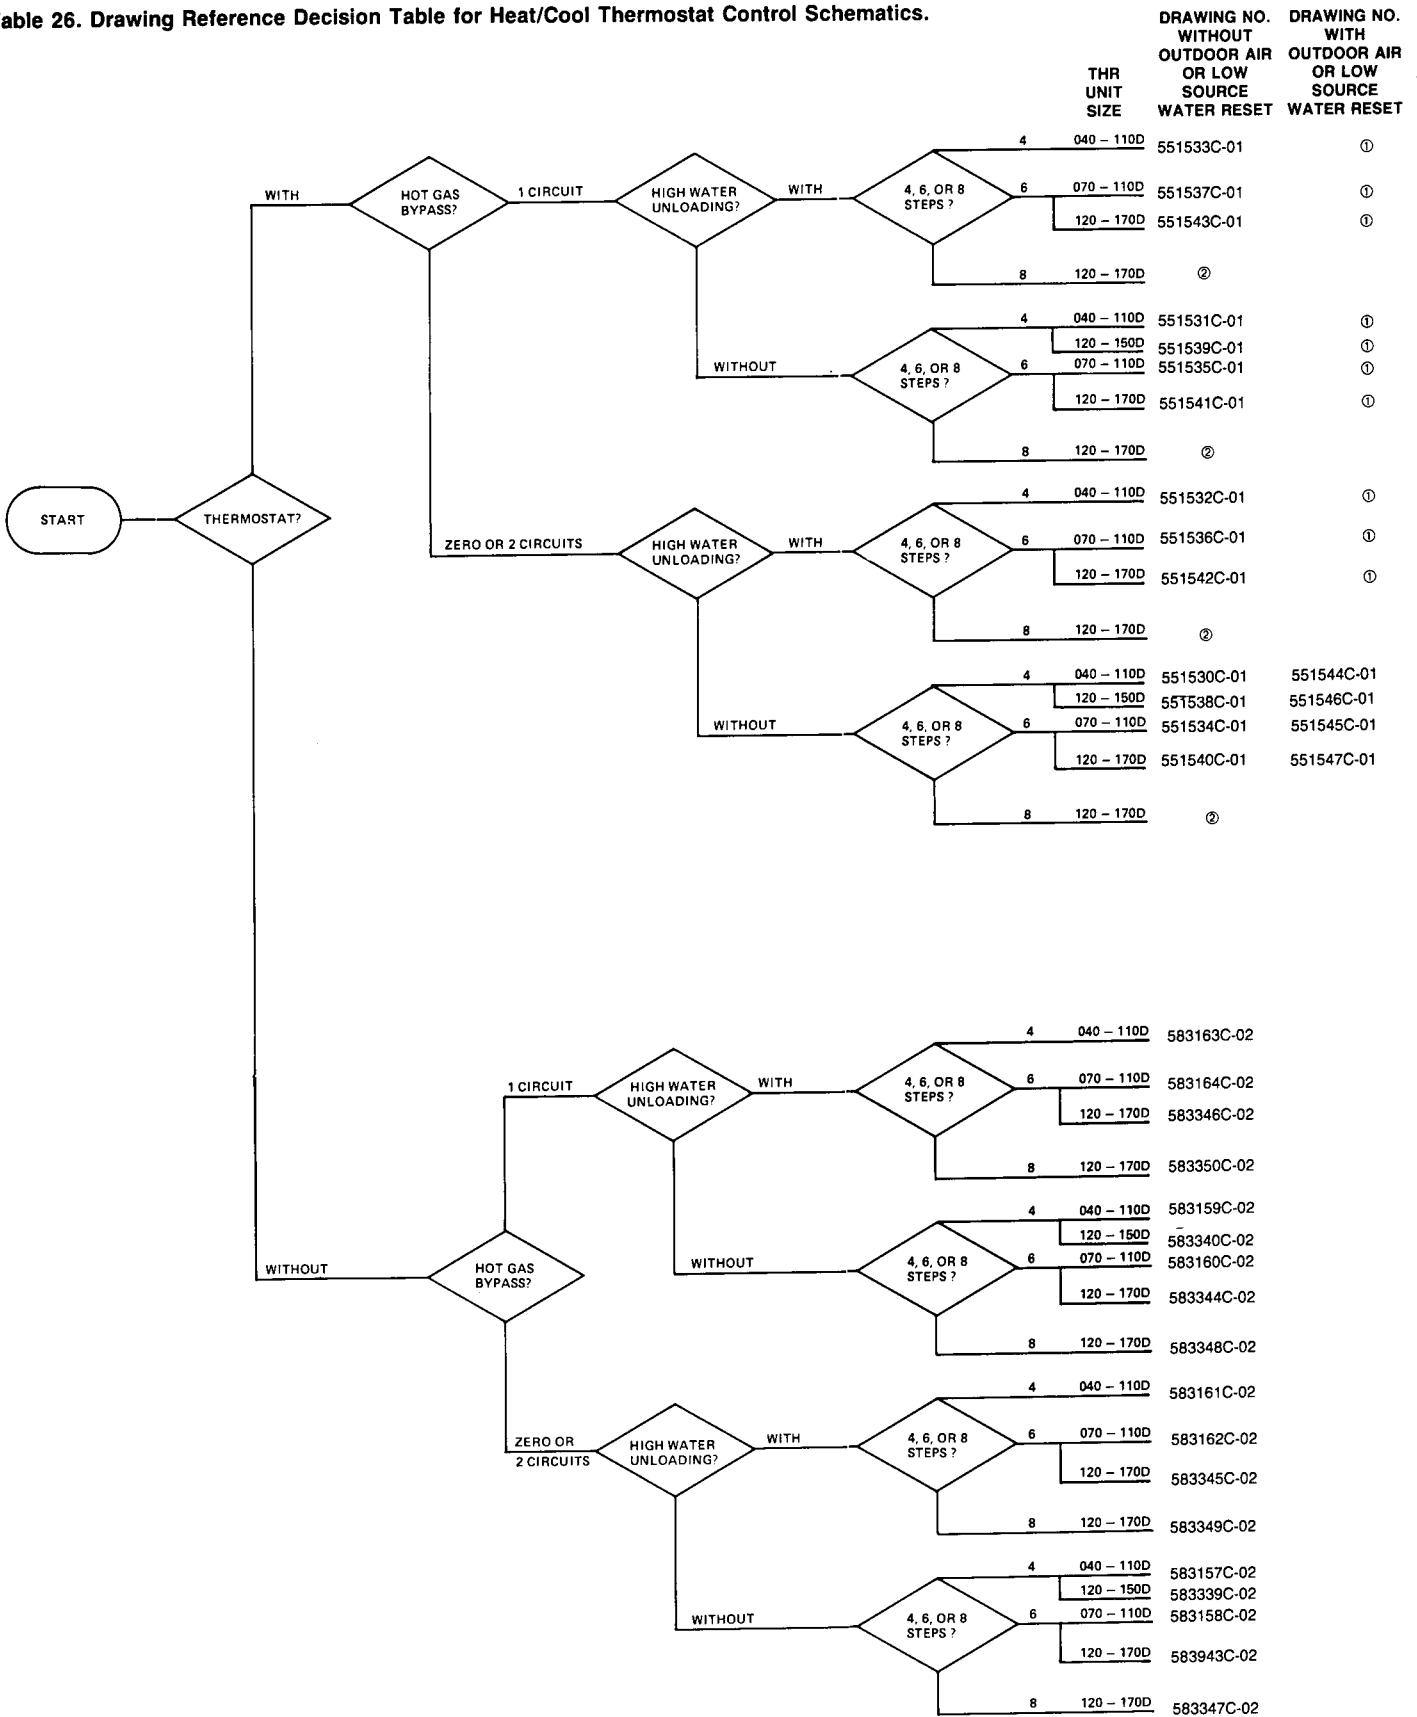 able 26. Drawing Reference Decision Table for Heat/Cool Thermostat Control Schematics.
DRAWING NO. DRAWING NO.
WITHOUT WITH
OUTDOOR AIR OUTDOOR AIR
THR OR LOW OR LOW
UNIT SOURCE SOURCE
SIZE WATER RESET WATER RESET
4 040 – 110D 551533C-01 ①
WITH HOT GAS 1 CIRCUIT HIGH WATER WITH 4, 6, OR 8 6 070 – 110D 551537C-01 ①
BYPASS? UNLOADING? STEPS ?
120 – 170D 551543C-01 ①
8 120 – 170D ②
4 040 – 110D 551531C-01 ①
120 – 150D 551539C-01 ①
WITHOUT 4, 6, OR 8 6 070 – 110D 551535C-01 ①
STEPS ?
120 – 170D 551541C-01 ①
8 120 – 170D ②
4 040 – 110D 551532C-01 ①
START THERMOSTAT?
ZERO OR 2 CIRCUITS HIGH WATER WITH 4, 6, OR 8 6 070 – 110D 551536C-01 ①
UNLOADING? STEPS ?
120 – 170D 551542C-01 ①
8 120 – 170D ②
4 040 – 110D 551530C-01 551544C-01
120 – 150D 551538C-01 551546C-01
WITHOUT 4, 6, OR 8 6 070 – 110D 551534C-01 551545C-01
STEPS ?
120 – 170D 551540C-01 551547C-01
8 120 – 170D ②
4 040 – 110D 583163C-02
1 CIRCUIT HIGH WATER WITH 4, 6, OR 8 6 070 – 110D 583164C-02
UNLOADING? STEPS ?
120 – 170D 583346C-02
8 120 – 170D 583350C-02
4 040 – 110D 583159C-02
120 – 150D 583340C-02
WITHOUT HOT GAS WITHOUT 4, 6, OR 8 6 070 – 110D 583160C-02
BYPASS? STEPS ?
120 – 170D 583344C-02
8 120 – 170D 583348C-02
4 040 – 110D 583161C-02
ZERO OR HIGH WATER WITH 4, 6, OR 8 6 070 – 110D 583162C-02
2 CIRCUITS UNLOADING? STEPS ?
120 – 170D 583345C-02
8 120 – 170D 583349C-02
4 040 – 110D 583157C-02
120 – 150D 583339C-02
WITHOUT 4, 6, OR 8 6 070 – 110D 583158C-02
STEPS ?
120 – 170D 583943C-02
8 120 – 170D 583347C-02